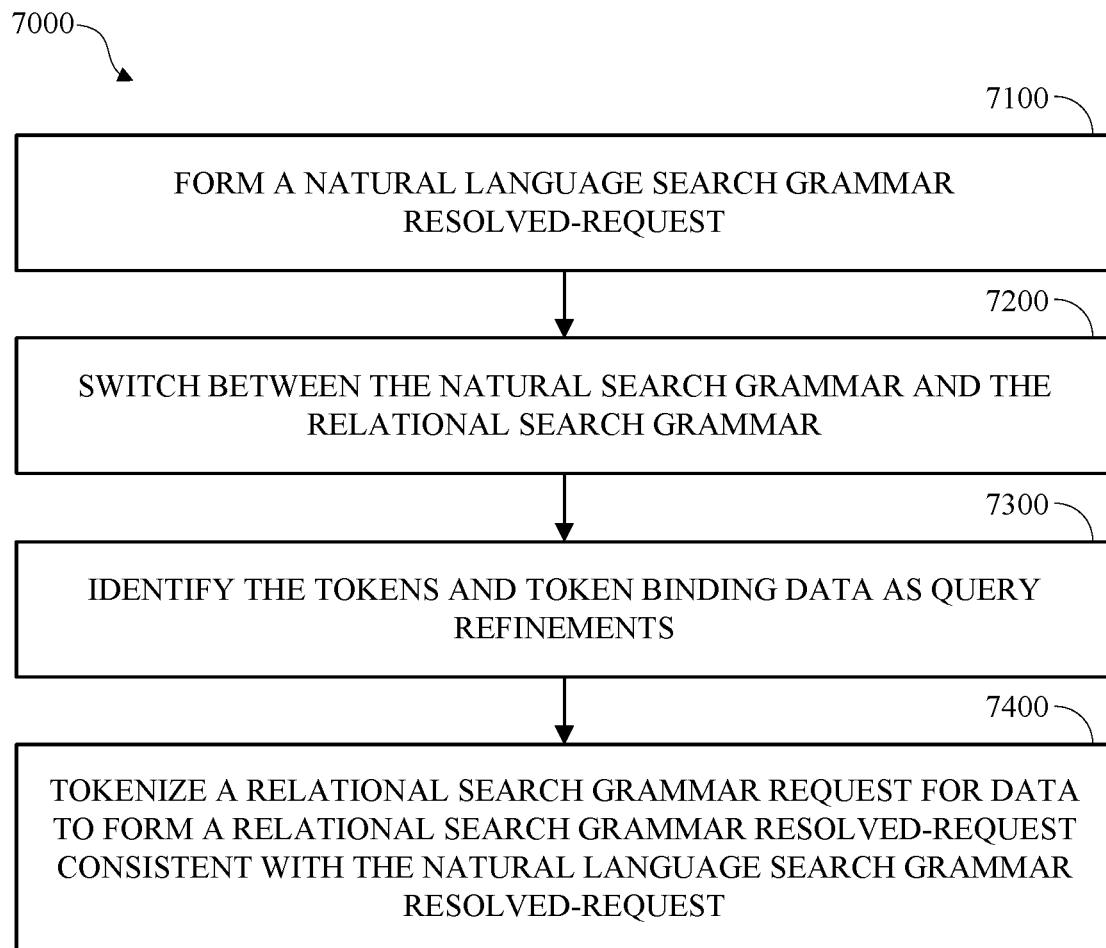 7000
7100
FORM A NATURAL LANGUAGE SEARCH GRAMMAR
RESOLVED-REQUEST
7200
SWITCH BETWEEN THE NATURAL SEARCH GRAMMAR AND THE
RELATIONAL SEARCH GRAMMAR
7300
IDENTIFY THE TOKENS AND TOKEN BINDING DATA AS QUERY
REFINEMENTS
7400
TOKENIZE A RELATIONAL SEARCH GRAMMAR REQUEST FOR DATA
TO FORM A RELATIONAL SEARCH GRAMMAR RESOLVED-REQUEST
CONSISTENT WITH THE NATURAL LANGUAGE SEARCH GRAMMAR
RESOLVED-REQUEST